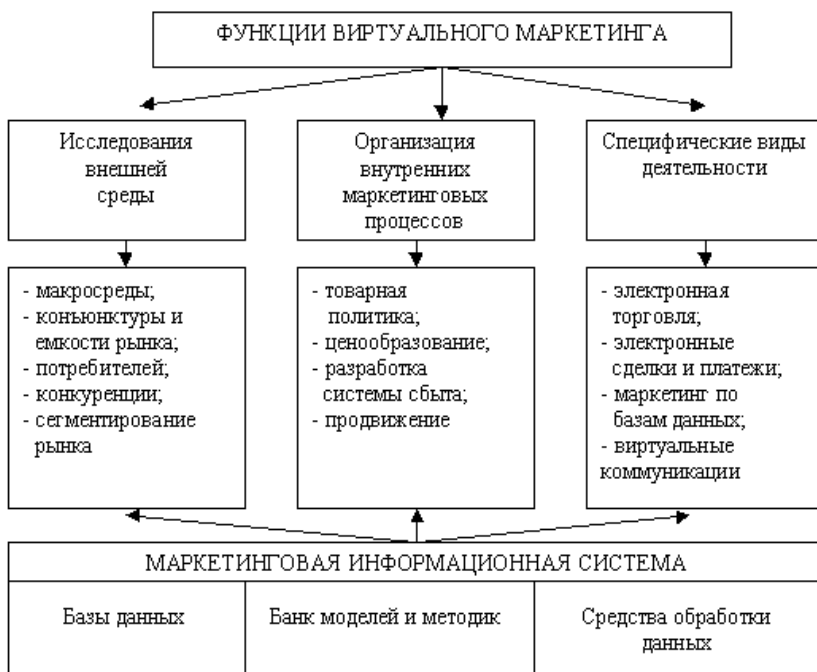 ФУНКЦИИ ВИРТУАЛЬНОГО МАРКЕТИНГА
Исследования
внешней
среды
Организация
внутренних
маркетинговых
процессов
Специфические виды
деятельности
- макросреды;
- конъюнктуры и
емкости рынка;
- потребителей;
- конкуренции;
- сегментирование
рынка
- товарная
политика;
- ценообразование;
- разработка
системы сбыта;
- продвижение
- электронная
торговля;
- электронные
сделки и платежи;
- маркетинг по
базам данных;
- виртуальные
коммуникации
МАРКЕТИНГОВАЯ ИНФОРМАЦИОННАЯ СИСТЕМА
Базы данных
Банк моделей и методик
Средства обработки
данных